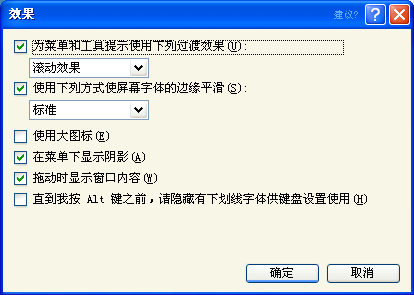 效果
建议?
为菜单和工具提示使用下列过渡效果(U):
滚动效果
使用下列方式使屏幕字体的边缘平滑(S):
标准
使用大图标(E)
在菜单下显示阴影(A)
拖动时显示窗口内容(W)
直到我按 Alt 键之前，请隐藏有下划线字体供键盘设置使用(H)
确定 取消